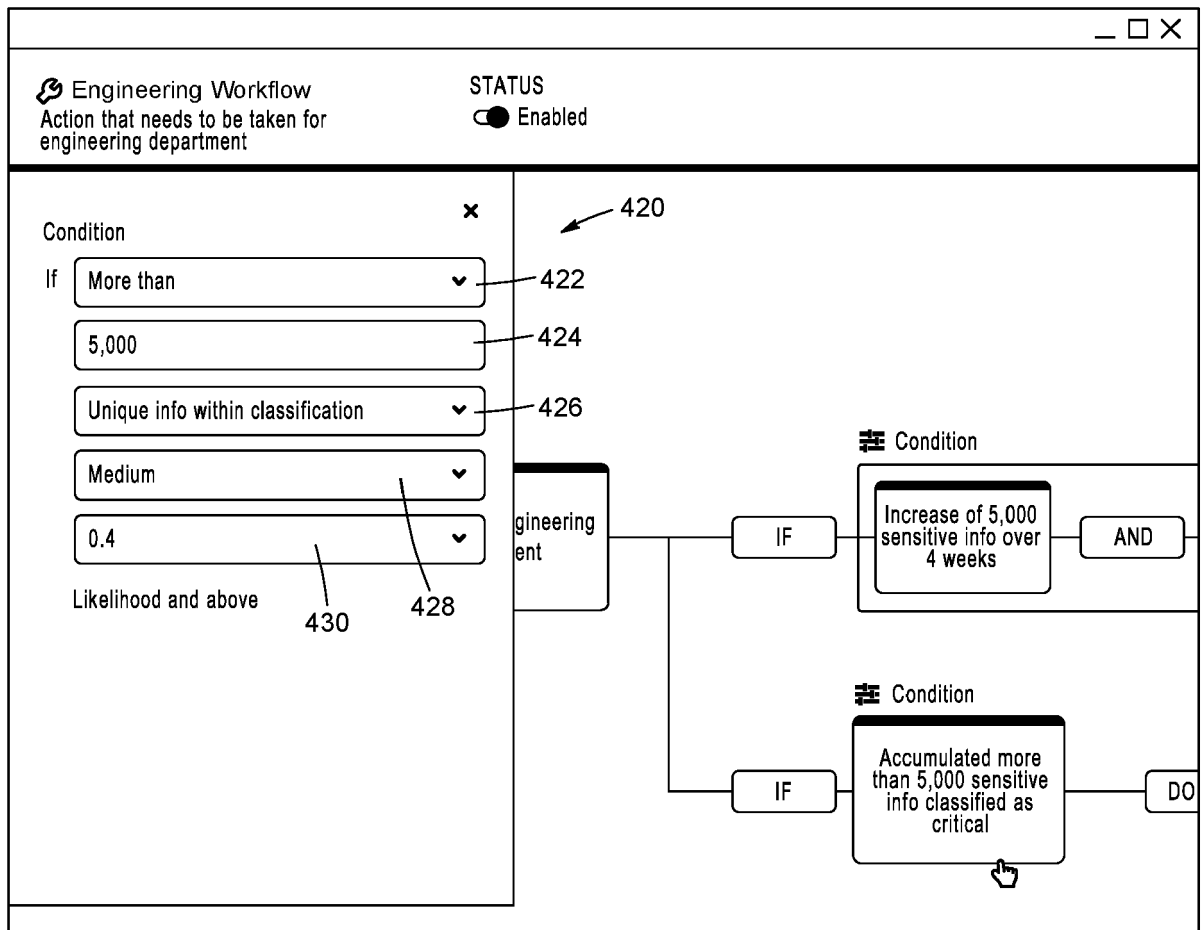 Engineering Workflow
Action that needs to be taken for
engineering department
STATUS
Enabled
Condition
If
More than
5,000
Unique info within classification
Medium
0.4
Likelihood and above
420
422
424
426
428
430
gineering
ent
IF
Condition
Increase of 5,000
sensitive info over
4 weeks
AND
IF
Condition
Accumulated more
than 5,000 sensitive
info classified as
critical
DO